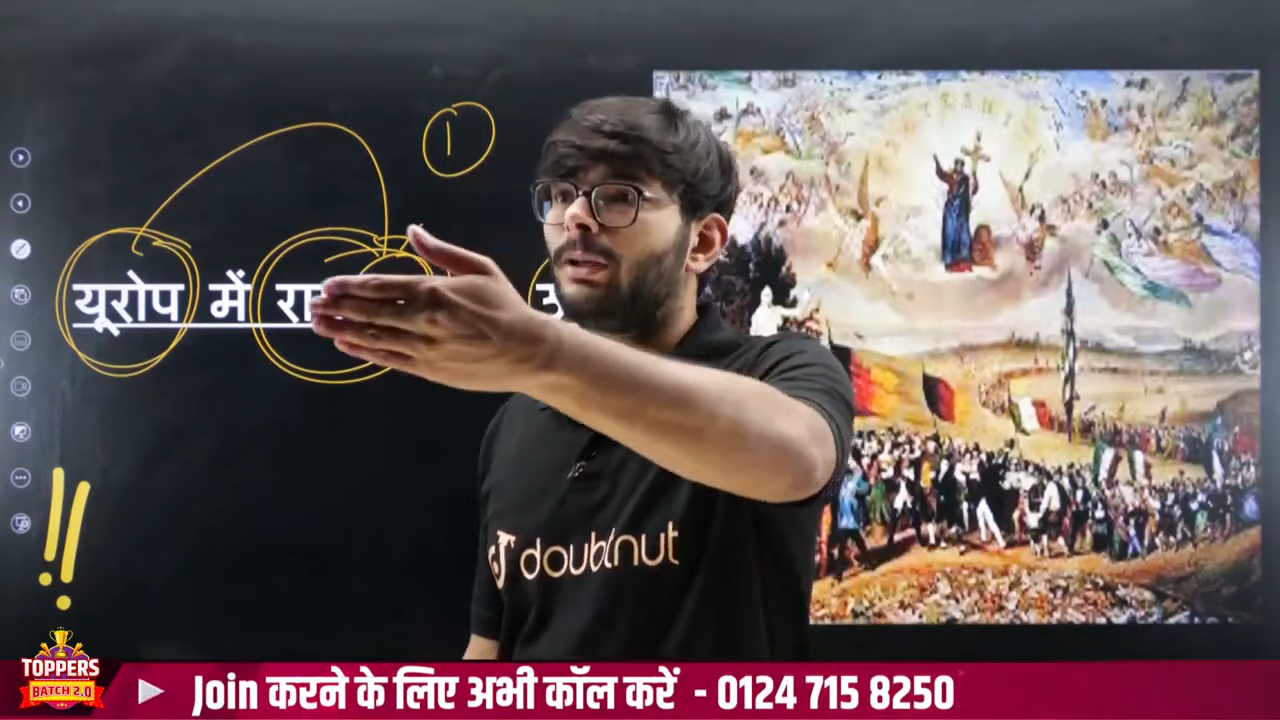 1
यूरोप में
doubtnut
TOPPERS
BATCH 2.0
Join करने के लिए अभी कॉल करें - 0124 715 8250